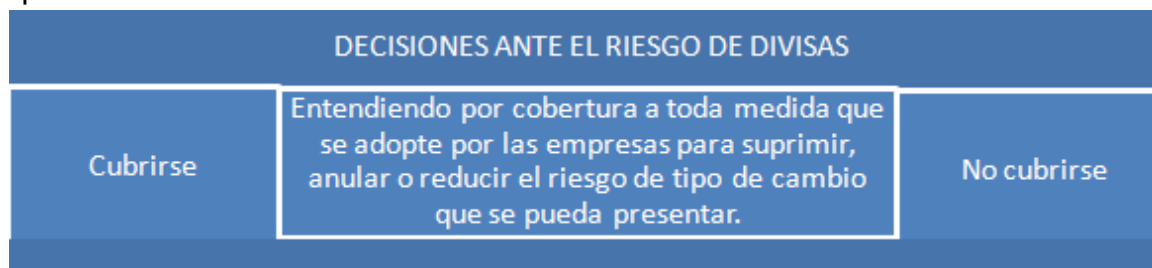 DECISIONES ANTE EL RIESGO DE DIVISAS
Cubrirse
Entendiendo por cobertura a toda medida que
se adopte por las empresas para suprimir,
anular o reducir el riesgo de tipo de cambio
que se pueda presentar.
No cubrirse